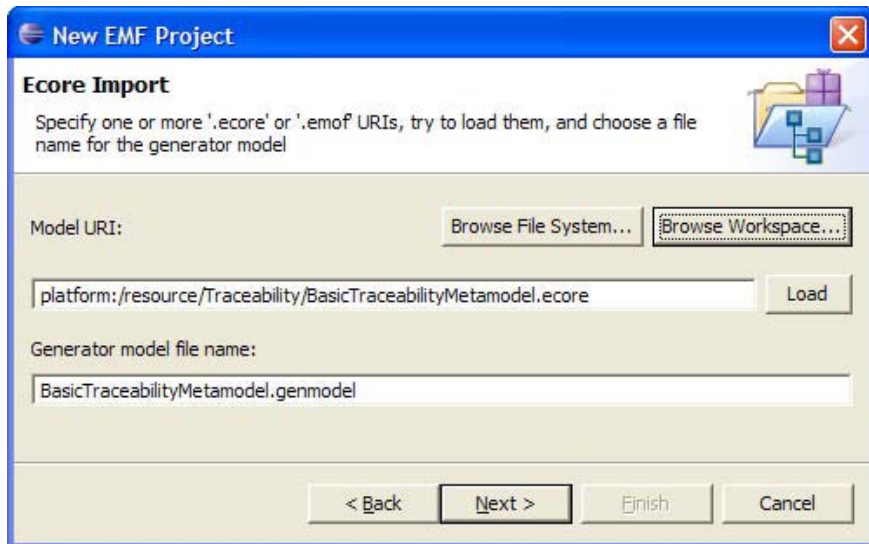 New EMF Project
Ecore Import
Specify one or more '.ecore' or '.emof' URIs, try to load them, and choose a file
name for the generator model
Model URI:
Browse File System...
Browse Workspace...
platform:/resource/Traceability/BasicTraceabilityMetamodel.ecore
Load
Generator model file name:
BasicTraceabilityMetamodel.genmodel
< Back
Next >
Finish
Cancel